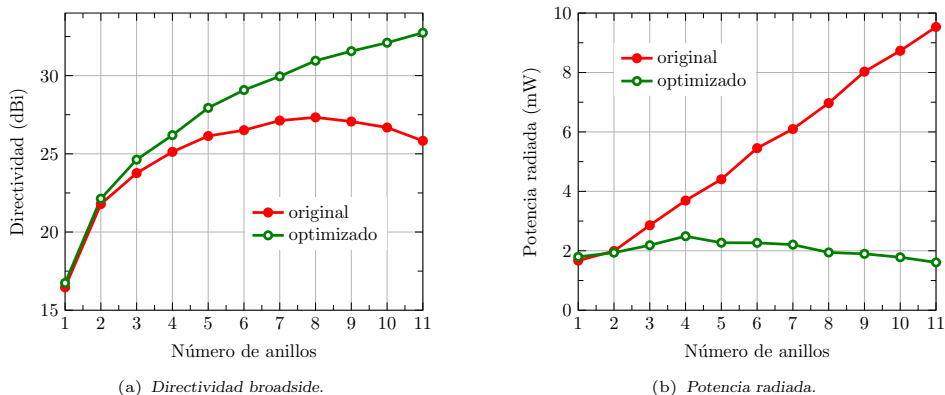 Directividad (dBi)
30
25
20
15
original
optimizado
1 2 3 4 5 6 7 8 9 10 11
Número de anillos
(a) Directividad broadside.
Potencia radiada (mW)
10
8
6
4
2
0
original
optimizado
1 2 3 4 5 6 7 8 9 10 11
Número de anillos
(b) Potencia radiada.